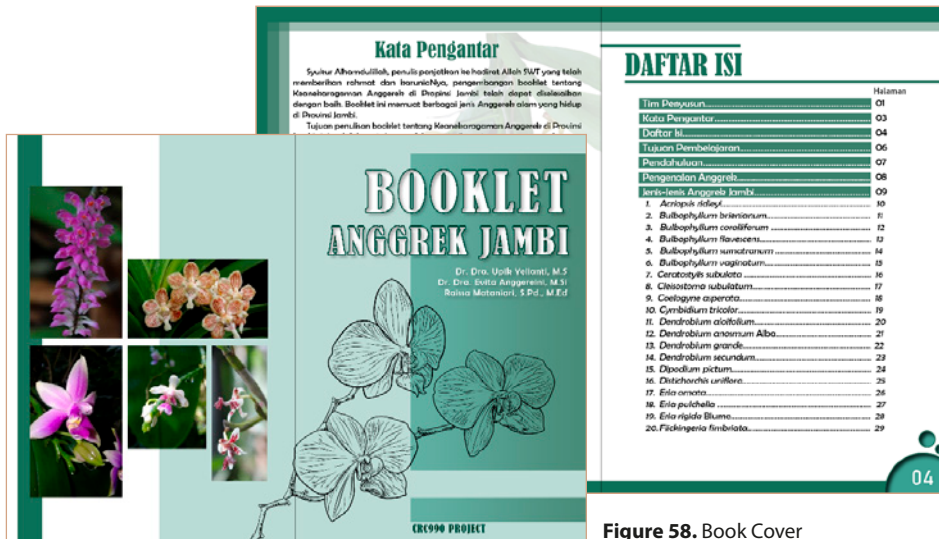 Kata Pengantar
Syukur Alhamdulillah, penulis panjatkan ke hadirat Allah SWT yang telah
memberikan rahmat dan karuniaNya, pengembangan booklet tentang
Keanekaragaman Anggerek di Propinsi Jambi telah dapat diselesaikan
dengan baik. Booklet ini memuat berbagai jenis Anggerek alam yang hidup
di Provinsi Jambi.
Tujuan penulisan booklet tentang Keanekaragaman Anggerek di Provinsi
DAFTAR ISI
Halaman
Tim Penyusun 01
Kata Pengantar 03
Daftar Isi 04
Tujuan Pembelajaran 06
Pendahuluan 07
Pengenalan Anggrek 08
Jenis-Jenis Anggrek Jambi 09
1. Acriopsis ridleyi 10
2. Bulbophyllum brienianum 11
3. Bulbophyllum coroliferum 12
4. Bulbophyllum flavescens 13
5. Bulbophyllum sumatranum 14
6. Bulbophyllum vaginatum 15
7. Ceratostylis subulata 16
8. Cleisostoma subulatum 17
9. Coelogyne asperata 18
10. Cymbidium tricolor 19
11. Dendrobium aloifolium 20
12. Dendrobium anosmum Alba 21
13. Dendrobium grande 22
14. Dendrobium secundum 23
15. Dipodium pictum 24
16. Distichorchis uniflora 25
17. Eria ornata 26
18. Eria pulchella 27
19. Eria rigida Blume 28
20. Flickingeria fimbriata 29
04
BOOKLET
ANGGREK JAMBI
Dr. Dra. Upik Yelianti, M.S
Dr. Dra. Evita Anggereini, M.Si
Raissa Mataniari, S.Pd., M.Ed
CRC990 PROJECT
Figure 58. Book Cover